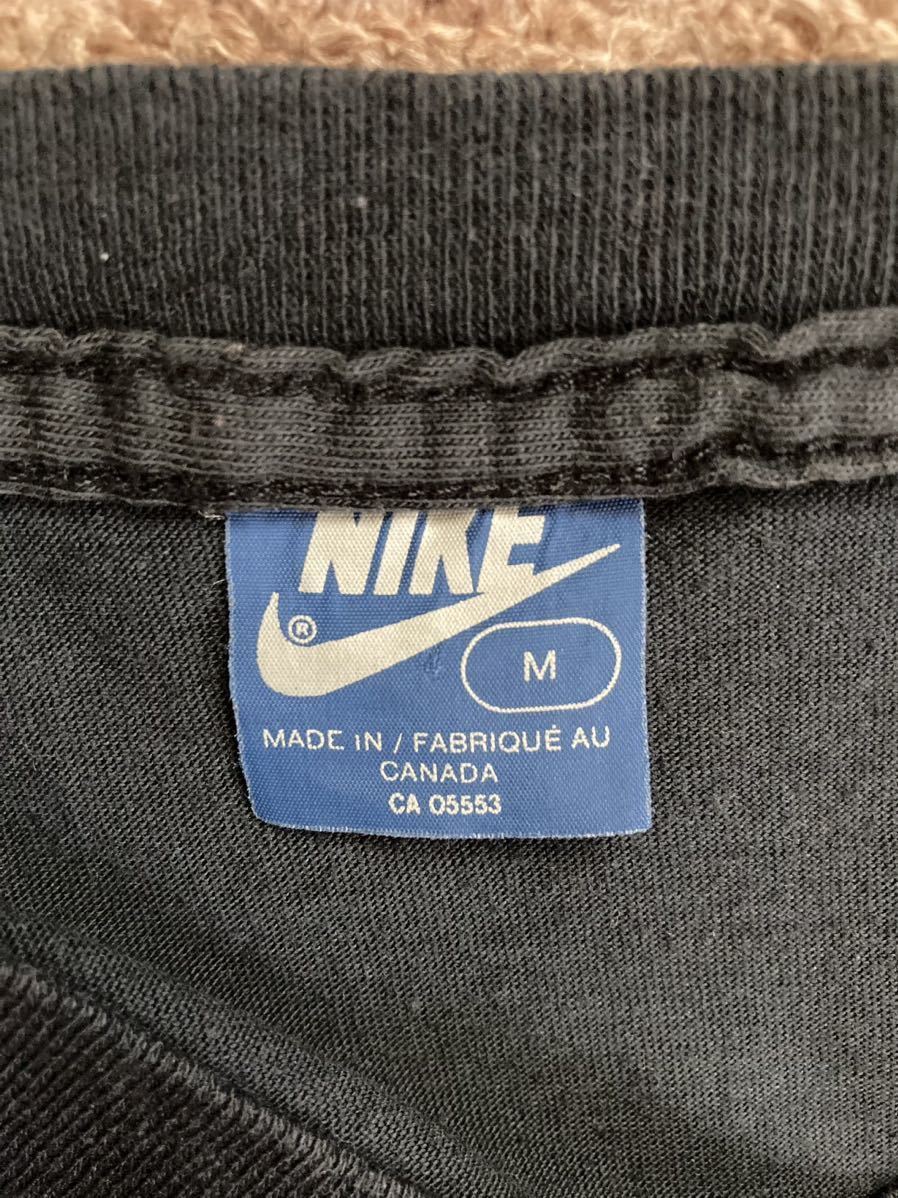 NIKE
®
M
MADE IN / FABRIQUÉ AU
CANADA
CA 05553